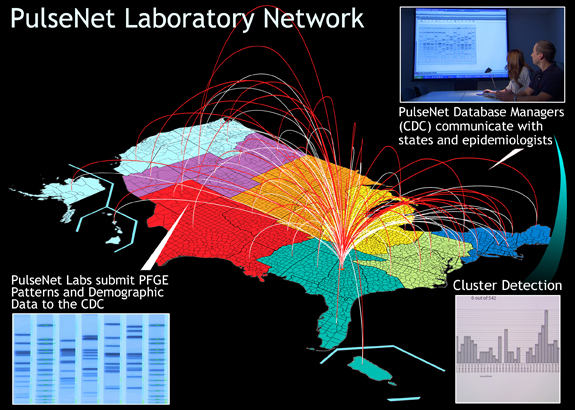 PulseNet Laboratory Network
PulseNet Database Managers
(CDC) communicate with
states and epidemiologists
PulseNet Labs submit PFGE
Patterns and Demographic
Data to the CDC
Cluster Detection
6 out of 542